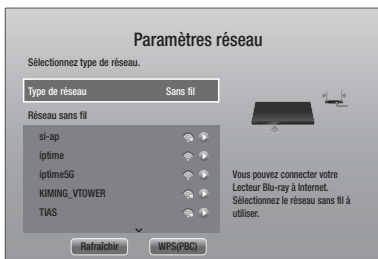 Paramètres réseau
Sélectionnez type de réseau.
Type de réseau Sans fil
Réseau sans fil
si-ap
iptime
iptime5G
KIMING_VTOWER
TIAS
Vous pouvez connecter votre
Lecteur Blu-ray à Internet.
Sélectionnez le réseau sans fil à
utiliser.
Rafraîchir WPS(PBC)